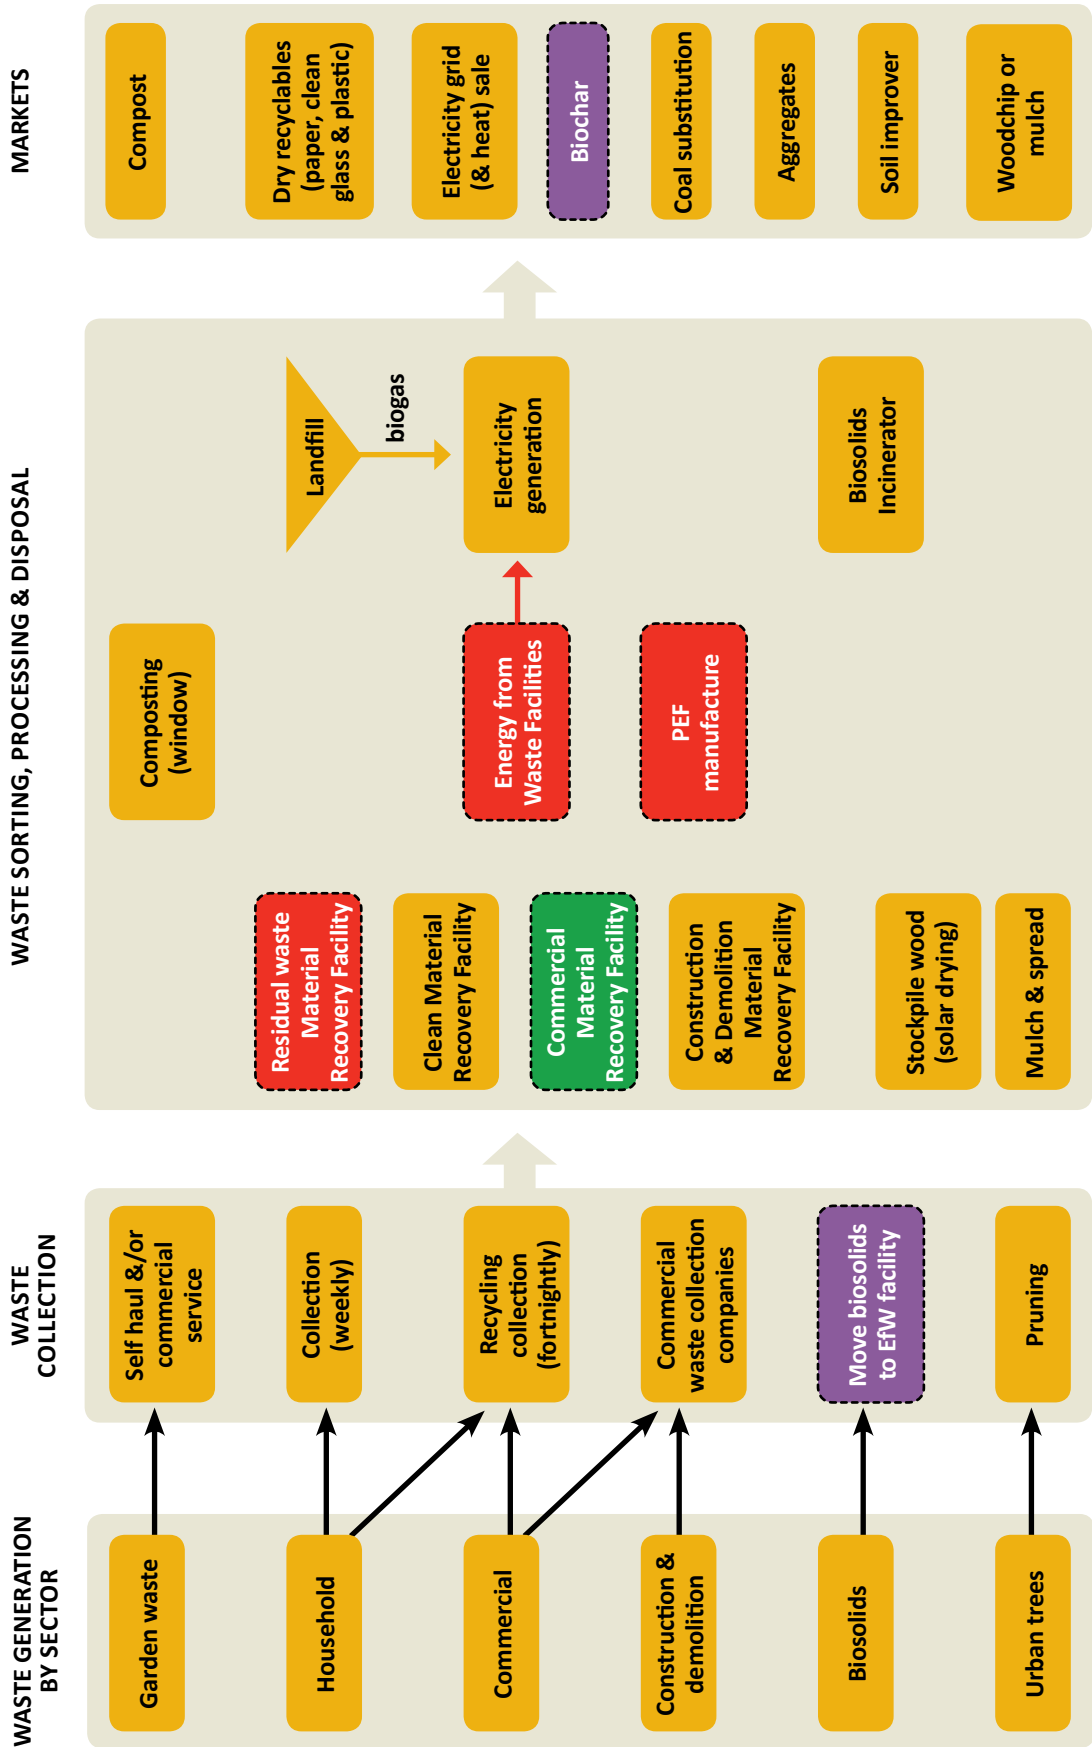 WASTE GENERATION
BY SECTOR
Garden waste
Household
Commercial
Construction &
demolition
Biosolids
Urban trees
WASTE
COLLECTION
Self haul &/or
commercial
service
Collection
(weekly)
Recycling
collection
(fortnightly)
Commercial
waste collection
companies
Move biosolids
to EfW facility
Pruning
WASTE SORTING, PROCESSING & DISPOSAL
Residual waste
Material
Recovery Facility
Clean Material
Recovery Facility
Commercial
Material
Recovery Facility
Construction
& Demolition
Material
Recovery Facility
Stockpile wood
(solar drying)
Mulch & spread
Composting
(window)
Energy from
Waste Facilities
PEF
manufacture
Landfill
biogas
Electricity
generation
Biosolids
Incinerator
MARKETS
Compost
Dry recyclables
(paper, clean
glass & plastic)
Electricity grid
(& heat) sale
Biochar
Coal substitution
Aggregates
Soil improver
Woodchip or
mulch